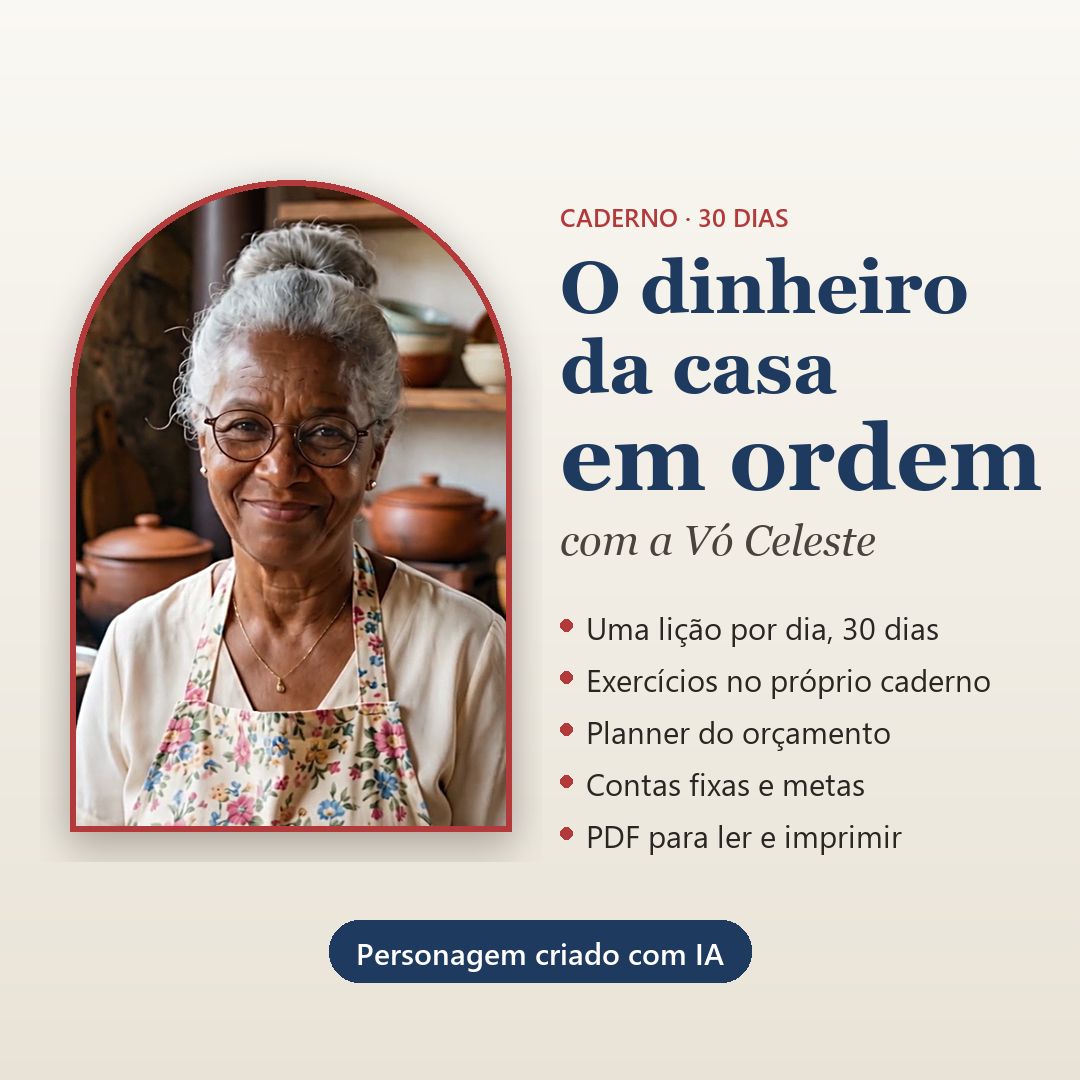 CADERNO · 30 DIAS
O dinheiro
da casa
em ordem
com a Vó Celeste
Uma lição por dia, 30 dias
Exercícios no próprio caderno
Planner do orçamento
Contas fixas e metas
PDF para ler e imprimir
Personagem criado com IA